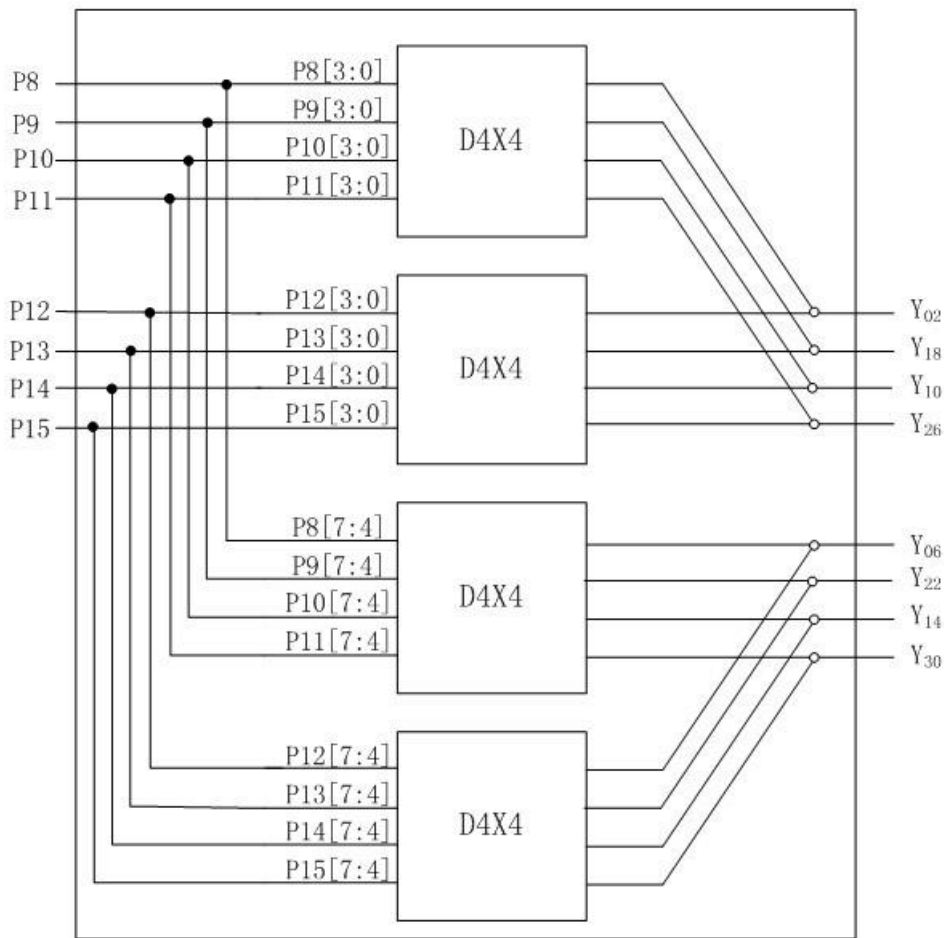 P8
P8[3:0]
P9
P9[3:0]
P10
P10[3:0]
P11
P11[3:0]
D4X4
P12
P12[3:0]
P13
P13[3:0]
P14
P14[3:0]
P15
P15[3:0]
D4X4
Y₀₂
Y₁₈
Y₁₀
Y₂₆
P8[7:4]
P9[7:4]
P10[7:4]
P11[7:4]
D4X4
Y₀₆
Y₂₂
Y₁₄
Y₃₀
P12[7:4]
P13[7:4]
P14[7:4]
P15[7:4]
D4X4